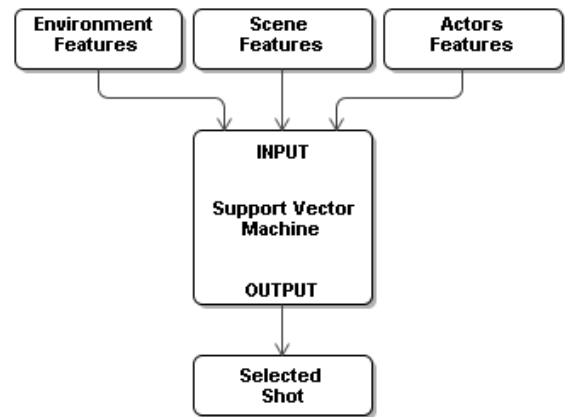 Environment
Features
Scene
Features
Actors
Features
INPUT
Support Vector
Machine
OUTPUT
Selected
Shot